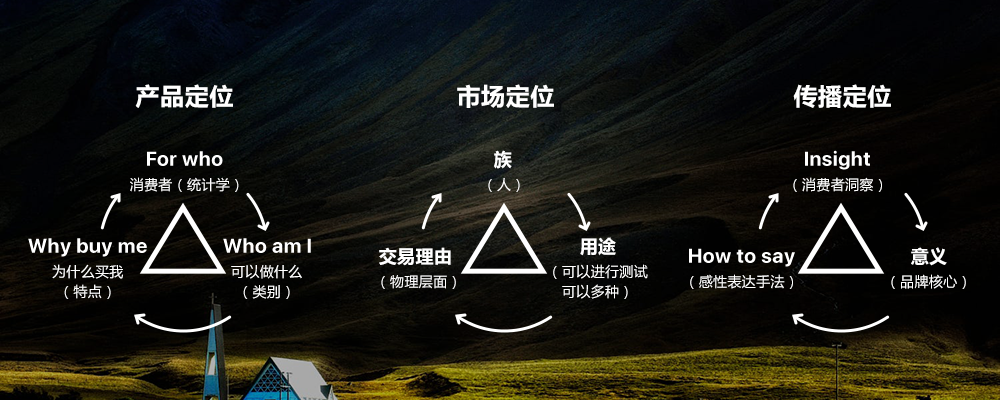 产品定位
For who
消费者（统计学）
Why buy me
为什么买我
（特点）
Who am I
可以做什么
（类别）
市场定位
族
（人）
交易理由
（物理层面）
用途
（可以进行测试
可以多种）
传播定位
Insight
（消费者洞察）
How to say
（感性表达手法）
意义
（品牌核心）